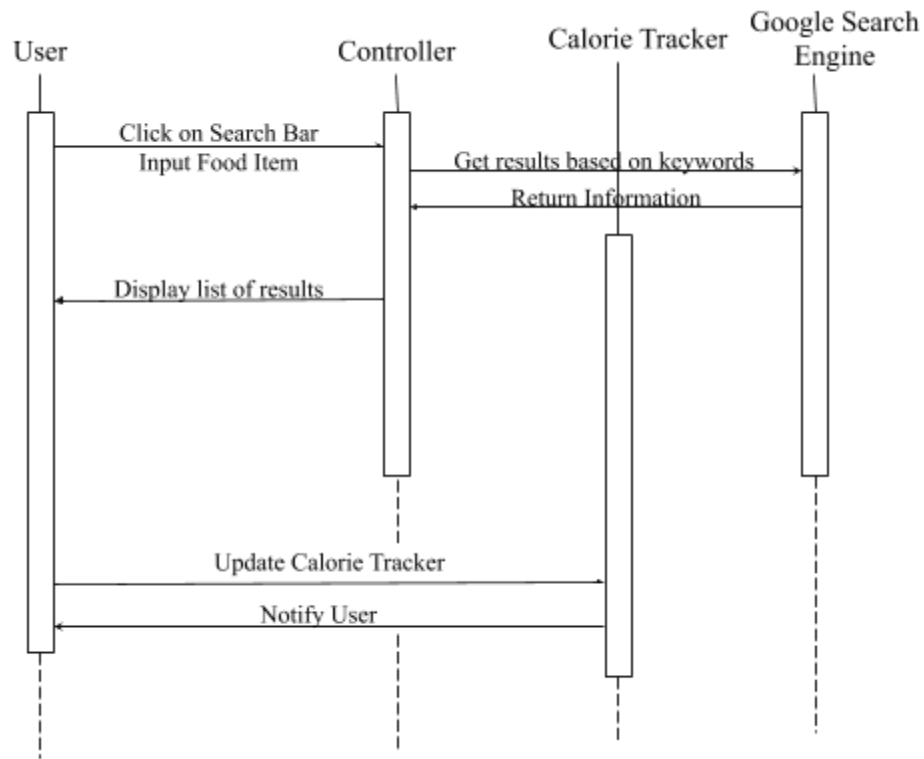 User
Controller
Calorie Tracker
Google Search
Engine
Click on Search Bar
Input Food Item
Get results based on keywords
Return Information
Display list of results
Update Calorie Tracker
Notify User